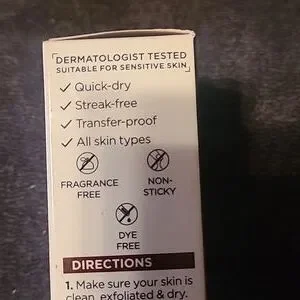 DERMATOLOGIST TESTED
SUITABLE FOR SENSITIVE SKIN
✓ Quick-dry
✓ Streak-free
✓ Transfer-proof
✓ All skin types
FRAGRANCE
FREE
NON-
STICKY
DYE
FREE
DIRECTIONS
1. Make sure your skin is
clean, exfoliated & dry.